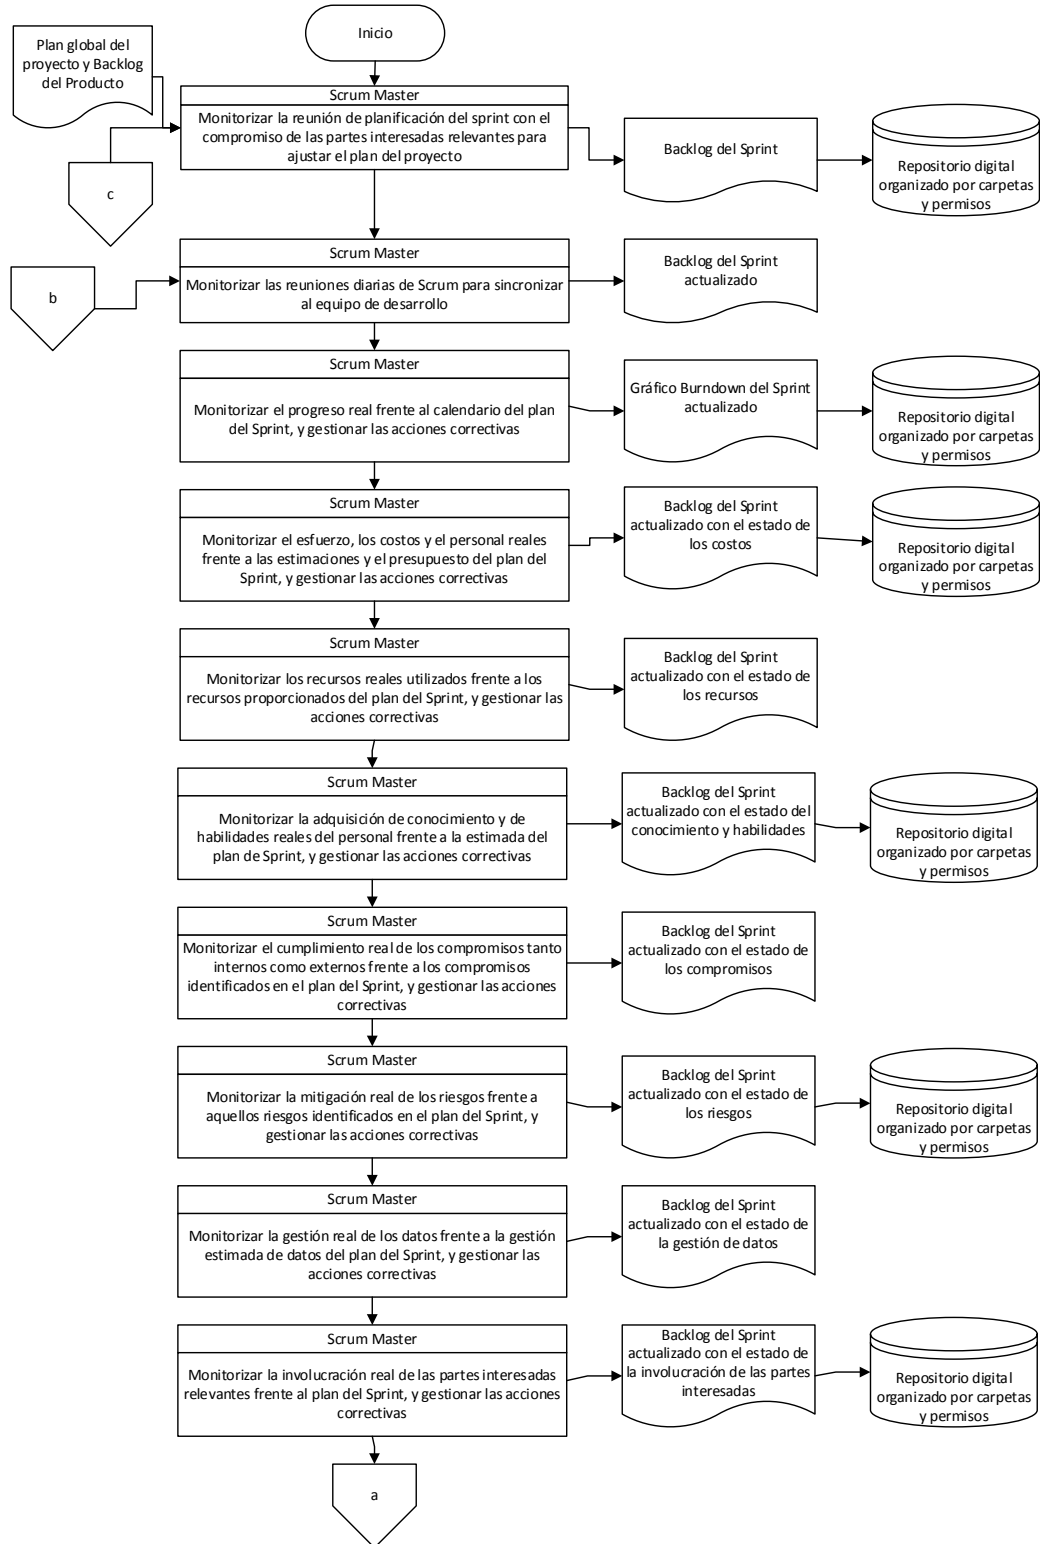 Inicio
Plan global del
proyecto y Backlog
del Producto
c
Scrum Master
Monitorizar la reunión de planificación del sprint con el
compromiso de las partes interesadas relevantes para
ajustar el plan del proyecto
Backlog del Sprint
Repositorio digital
organizado por carpetas
y permisos
b
Scrum Master
Monitorizar las reuniones diarias de Scrum para sincronizar
al equipo de desarrollo
Backlog del Sprint
actualizado
Scrum Master
Monitorizar el progreso real frente al calendario del plan
del Sprint, y gestionar las acciones correctivas
Gráfico Burndown del Sprint
actualizado
Repositorio digital
organizado por carpetas
y permisos
Scrum Master
Monitorizar el esfuerzo, los costos y el personal reales
frente a las estimaciones y el presupuesto del plan del
Sprint, y gestionar las acciones correctivas
Backlog del Sprint
actualizado con el estado de
los costos
Repositorio digital
organizado por carpetas
y permisos
Scrum Master
Monitorizar los recursos reales utilizados frente a los
recursos proporcionados del plan del Sprint, y gestionar las
acciones correctivas
Backlog del Sprint
actualizado con el estado de
los recursos
Scrum Master
Monitorizar la adquisición de conocimiento y de
habilidades reales del personal frente a la estimada del
plan de Sprint, y gestionar las acciones correctivas
Backlog del Sprint
actualizado con el estado del
conocimiento y habilidades
Repositorio digital
organizado por carpetas
y permisos
Scrum Master
Monitorizar el cumplimiento real de los compromisos tanto
internos como externos frente a los compromisos
identificados en el plan del Sprint, y gestionar las acciones
correctivas
Backlog del Sprint
actualizado con el estado de
los compromisos
Scrum Master
Monitorizar la mitigación real de los riesgos frente a
aquellos riesgos identificados en el plan del Sprint, y
gestionar las acciones correctivas
Backlog del Sprint
actualizado con el estado de
los riesgos
Repositorio digital
organizado por carpetas
y permisos
Scrum Master
Monitorizar la gestión real de los datos frente a la gestión
estimada de datos del plan del Sprint, y gestionar las
acciones correctivas
Backlog del Sprint
actualizado con el estado de
la gestión de datos
Scrum Master
Monitorizar la involucración real de las partes interesadas
relevantes frente al plan del Sprint, y gestionar las acciones
correctivas
Backlog del Sprint
actualizado con el estado de
la involucración de las partes
interesadas
Repositorio digital
organizado por carpetas
y permisos
a